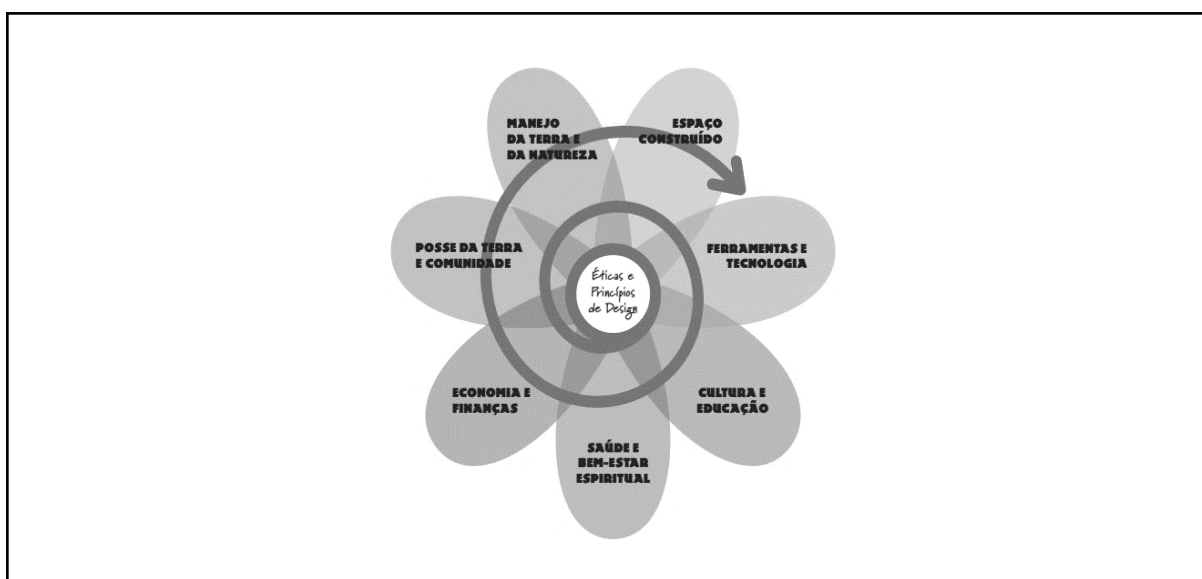 MANEJO
DA TERRA E
DA NATUREZA
ESPAÇO
CONSTRUÍDO
POSSE DA TERRA
E COMUNIDADE
FERRAMENTAS E
TECNOLOGIA
Éticas e
Princípios
de Design
ECONOMIA E
FINANÇAS
CULTURA E
EDUCAÇÃO
SAÚDE E
BEM-ESTAR
ESPIRITUAL